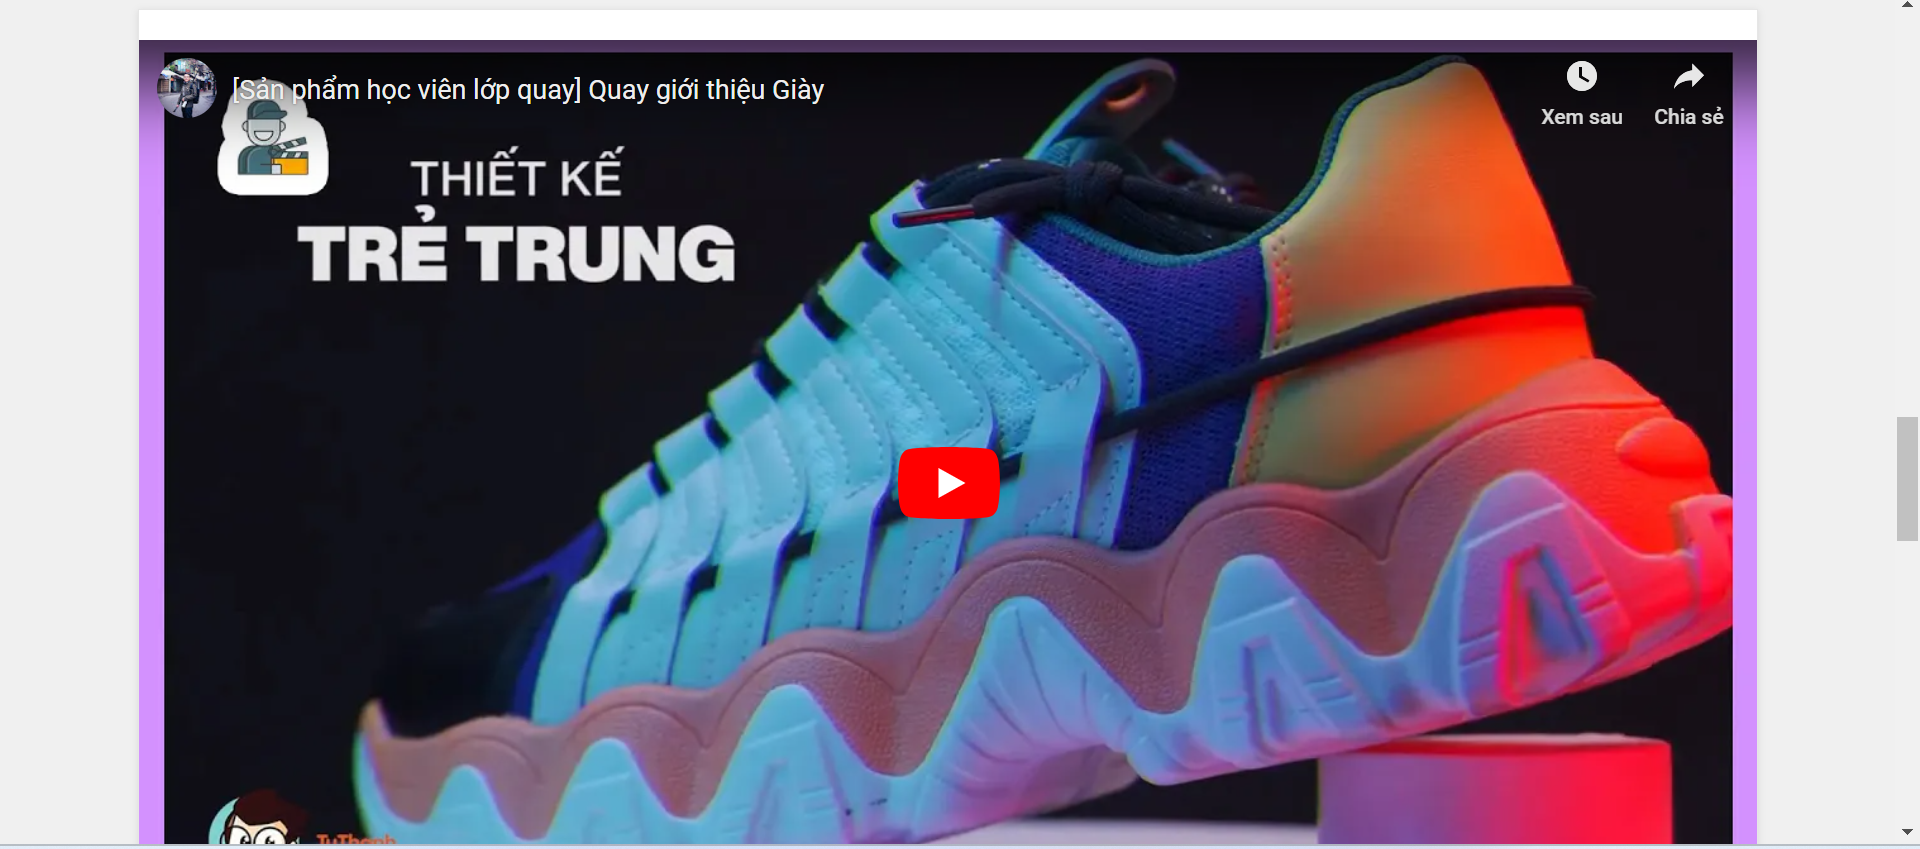 [Sản phẩm học viên lớp quay] Quay giới thiệu Giày
Xem sau
Chia sẻ
THIẾT KẾ
TRẺ TRUNG